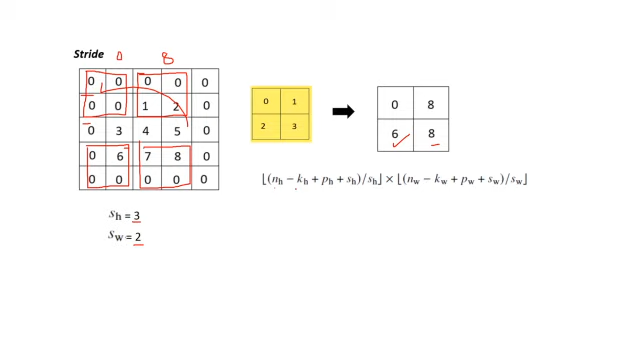 Stride 0 8
0 0 0 0 0
0 0 1 2 0
0 3 4 5 0
0 6 7 8 0
0 0 0 0 0
0 1
2 3
0 8
6 8
⌊(nh − kh + ph + sh)/sh⌋ × ⌊(nw − kw + pw + sw)/sw⌋
sh = 3
sw = 2